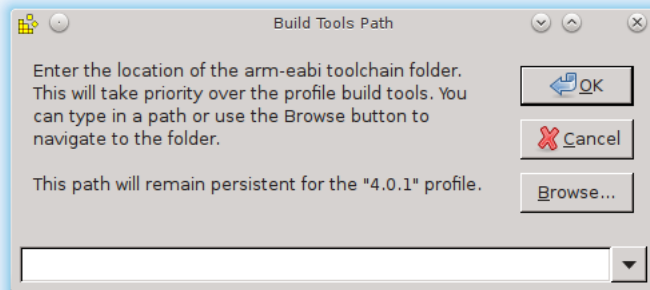 Build Tools Path
Enter the location of the arm-eabi toolchain folder.
This will take priority over the profile build tools. You
can type in a path or use the Browse button to
navigate to the folder.
This path will remain persistent for the "4.0.1" profile.
OK
Cancel
Browse...